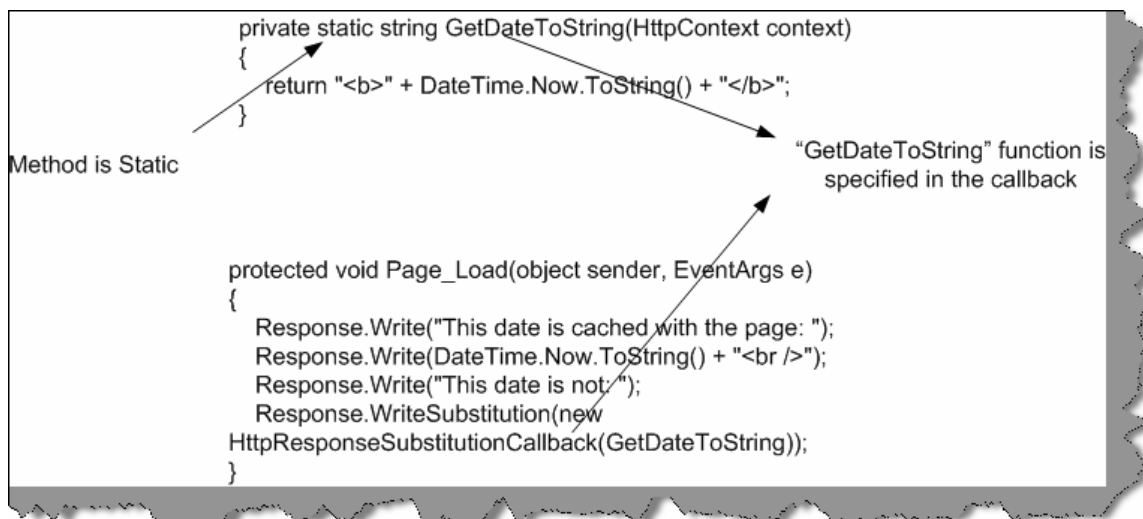 private static string GetDateToString(HttpContext context)
{
return "<b>" + DateTime.Now.ToString() + "</b>";
}
Method is Static
“GetDateToString” function is
specified in the callback
protected void Page_Load(object sender, EventArgs e)
{
Response.Write("This date is cached with the page: ");
Response.Write(DateTime.Now.ToString() + "<br />");
Response.Write("This date is not: ");
Response.WriteSubstitution(new
HttpResponseSubstitutionCallback(GetDateToString));
}